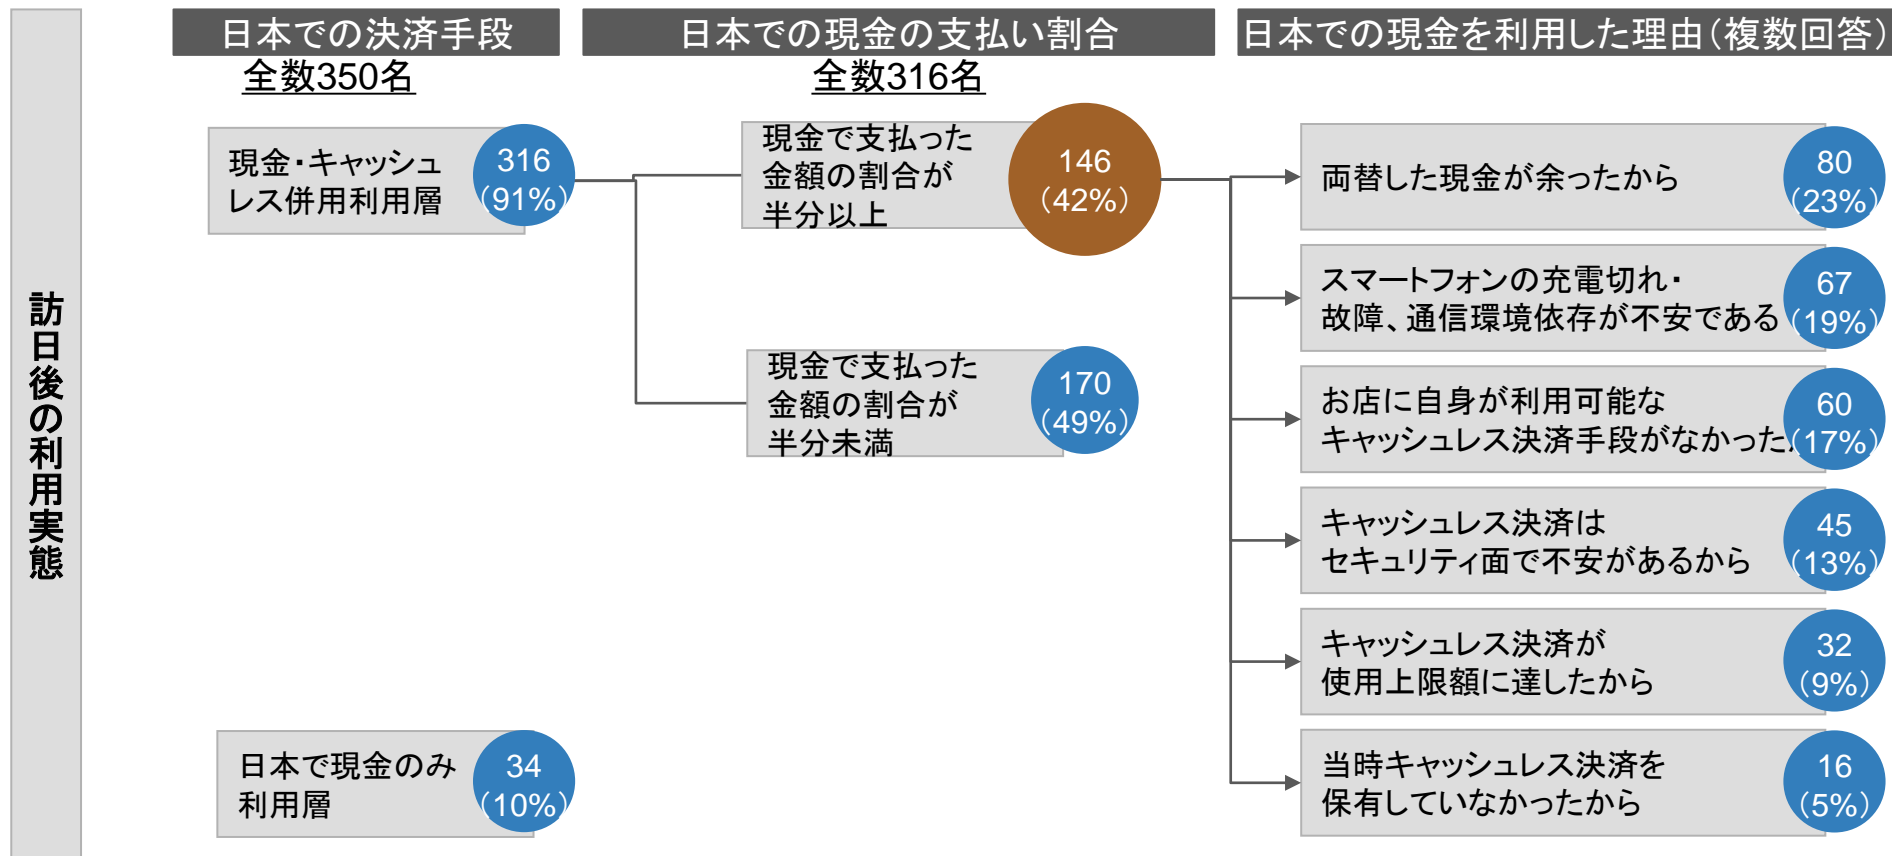 訪日後の利用実態
日本での決済手段
全数350名
現金・キャッシュ
レス併用利用層
316
(91%)
日本で現金のみ
利用層
34
(10%)
日本での現金の支払い割合
全数316名
現金で支払った
金額の割合が
半分以上
146
(42%)
現金で支払った
金額の割合が
半分未満
170
(49%)
日本での現金を利用した理由(複数回答)
両替した現金が余ったから
80
(23%)
スマートフォンの充電切れ・
故障、通信環境依存が不安である
67
(19%)
お店に自身が利用可能な
キャッシュレス決済手段がなかった
60
(17%)
キャッシュレス決済は
セキュリティ面で不安があるから
45
(13%)
キャッシュレス決済が
使用上限額に達したから
32
(9%)
当時キャッシュレス決済を
保有していなかったから
16
(5%)